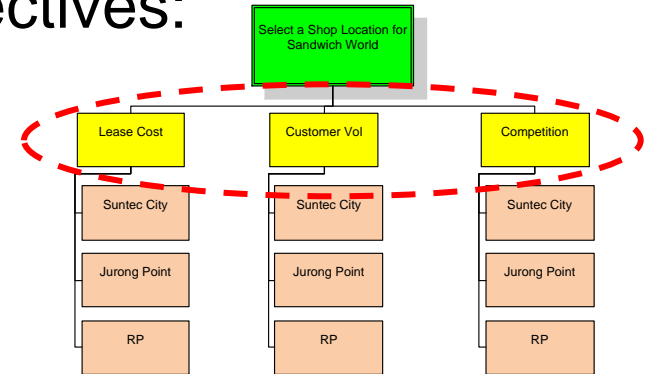 ectives:
Select a Shop Location for
Sandwich World
Lease Cost
Customer Vol
Competition
Suntec City
Suntec City
Suntec City
Jurong Point
Jurong Point
Jurong Point
RP
RP
RP